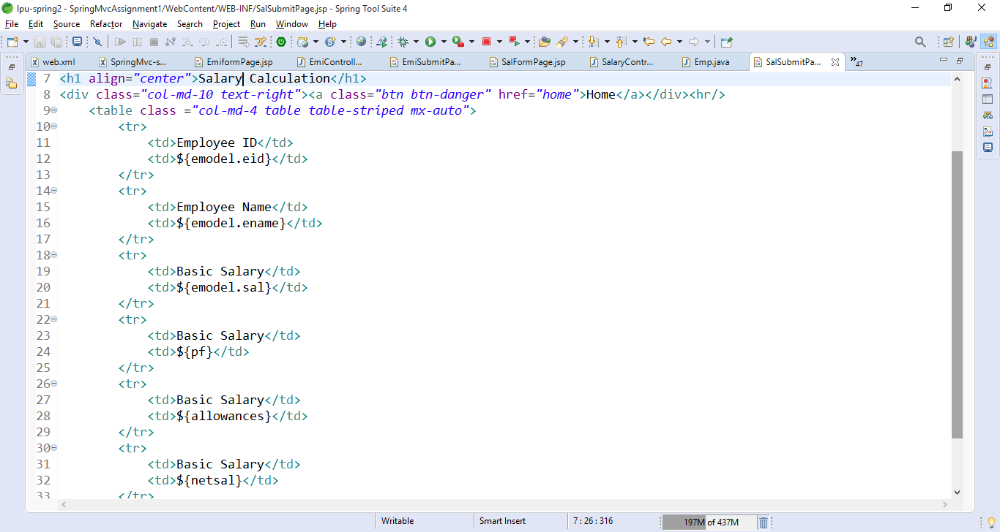 lpu-spring2 - SpringMvcAssignment1/WebContent/WEB-INF/SalSubmitPage.jsp - Spring Tool Suite 4
File Edit Source Refactor Navigate Search Project Run Window Help
web.xml SpringMvc-s... EmiformPage.jsp EmiControll... EmiSubmitPa... SalFormPage.jsp SalaryContr... Emp.java SalSubmitPa... »47
7 <h1 align="center">Salary Calculation</h1>
8 <div class="col-md-10 text-right"><a class="btn btn-danger" href="home">Home</a></div><hr/>
9 <table class ="col-md-4 table table-striped mx-auto">
10 <tr>
11 <td>Employee ID</td>
12 <td>${emodel.eid}</td>
13 </tr>
14 <tr>
15 <td>Employee Name</td>
16 <td>${emodel.ename}</td>
17 </tr>
18 <tr>
19 <td>Basic Salary</td>
20 <td>${emodel.sal}</td>
21 </tr>
22 <tr>
23 <td>Basic Salary</td>
24 <td>${pf}</td>
25 </tr>
26 <tr>
27 <td>Basic Salary</td>
28 <td>${allowances}</td>
29 </tr>
30 <tr>
31 <td>Basic Salary</td>
32 <td>${netsal}</td>
33 </tr>
Writable Smart Insert 7 : 26 : 316 197M of 437M